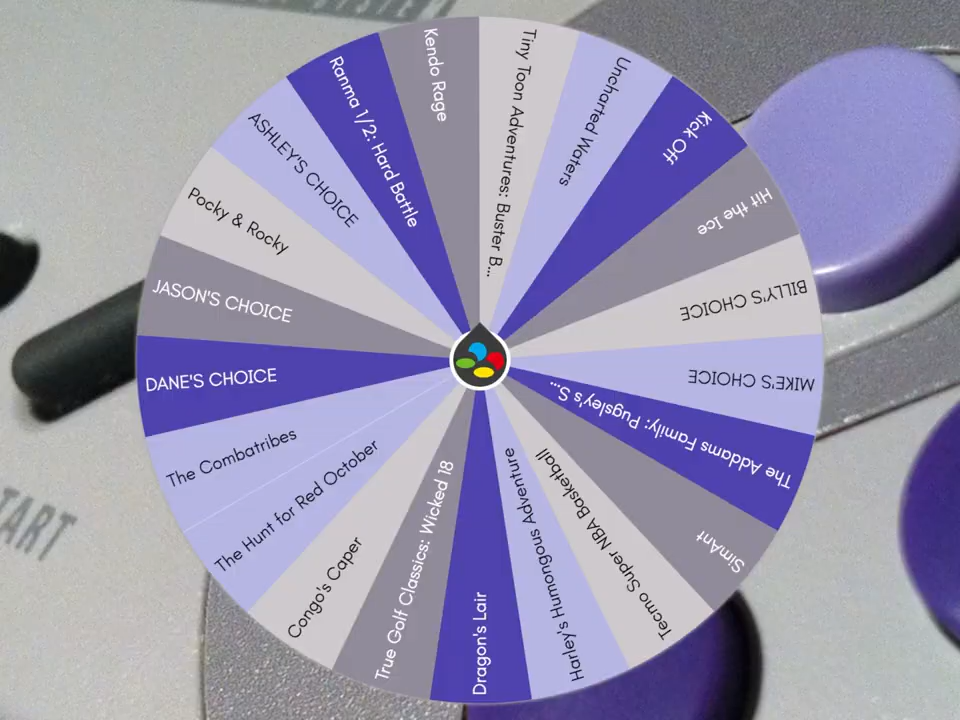 SYSTEM
Tiny Toon Adventures: Buster B...
Uncharted Waters
Kick Off
Hit the Ice
BILLY'S CHOICE
MIKE'S CHOICE
The Addams Family: Pugsley's S...
SimAnt
Tecmo Super NBA Basketball
Harley's Humongous Adventure
Dragon's Lair
True Golf Classics: Wicked 18
Congo's Caper
The Hunt for Red October
The Combatribes
DANE'S CHOICE
JASON'S CHOICE
Pocky & Rocky
ASHLEY'S CHOICE
Ranma 1/2: Hard Battle
Kendo Rage
TART